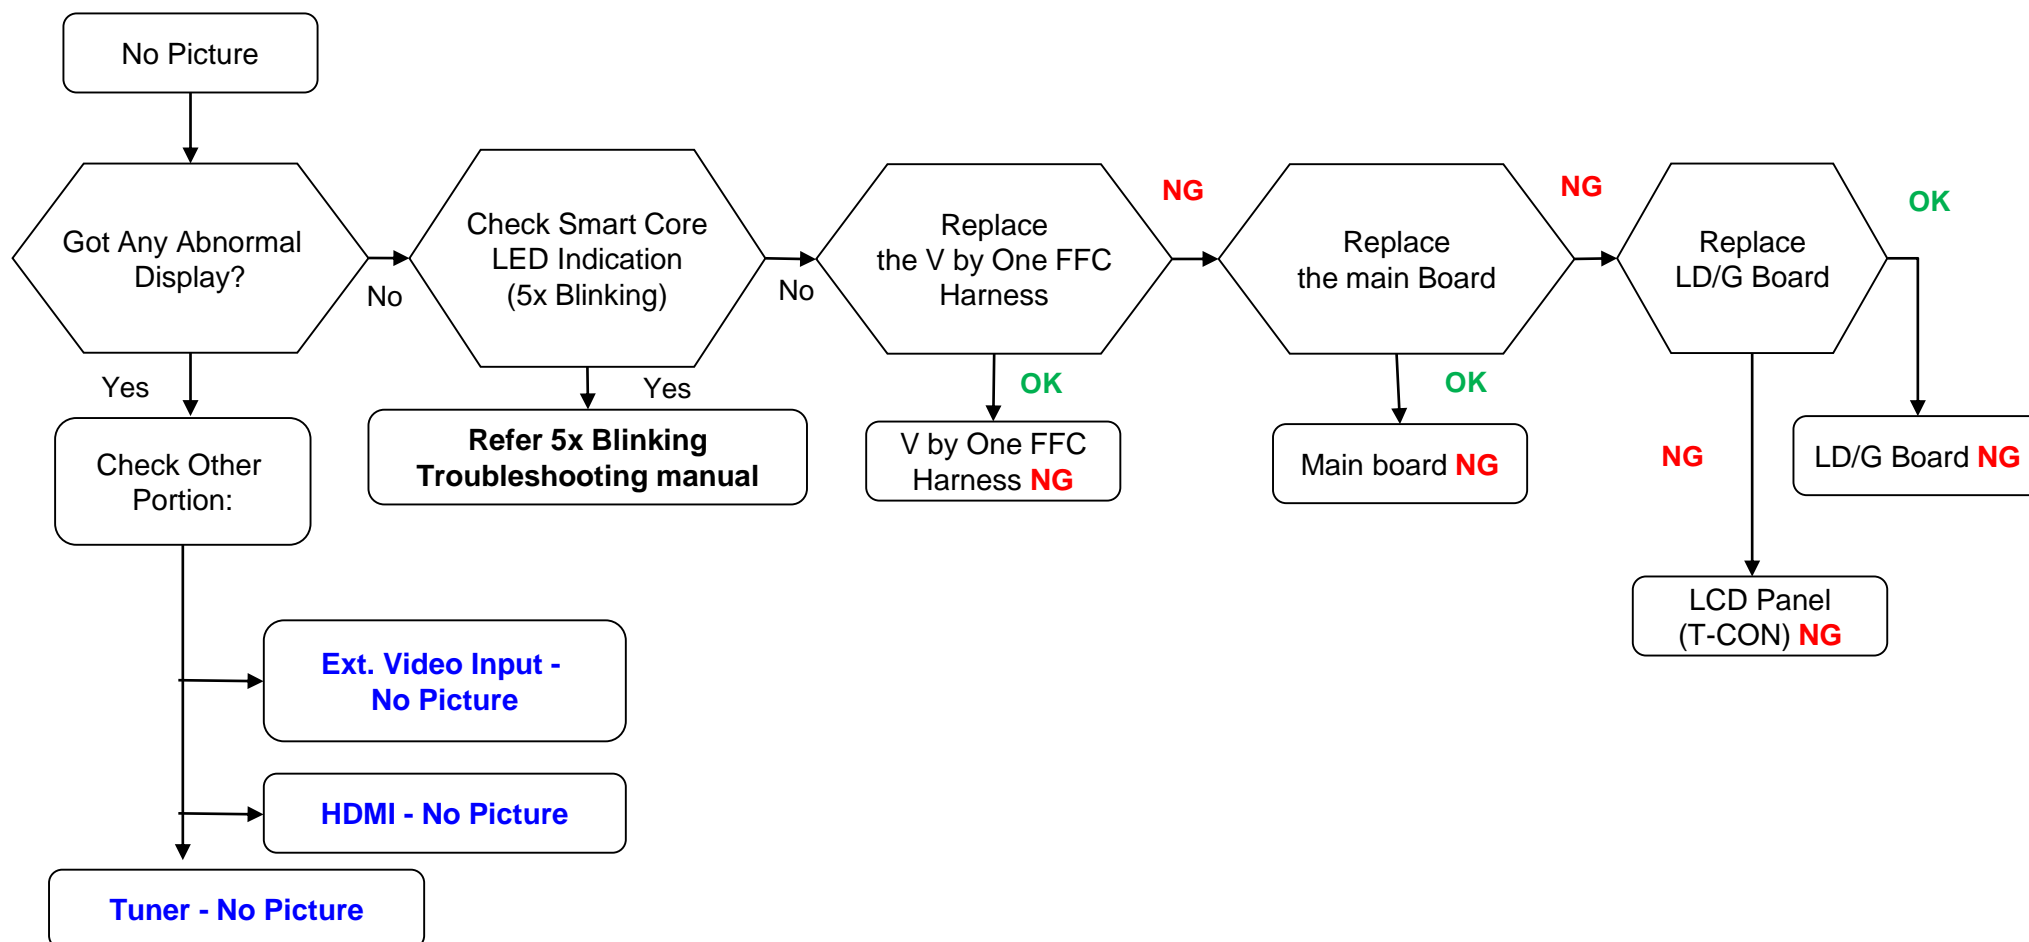 No Picture
Got Any Abnormal
Display?
No
Yes
Check Smart Core
LED Indication
(5x Blinking)
No
Yes
Replace
the V by One FFC
Harness
NG
OK
Replace
the main Board
NG
OK
Replace
LD/G Board
OK
NG
Check Other
Portion:
Refer 5x Blinking
Troubleshooting manual
V by One FFC
Harness NG
Main board NG
LD/G Board NG
LCD Panel
(T-CON) NG
Ext. Video Input -
No Picture
HDMI - No Picture
Tuner - No Picture